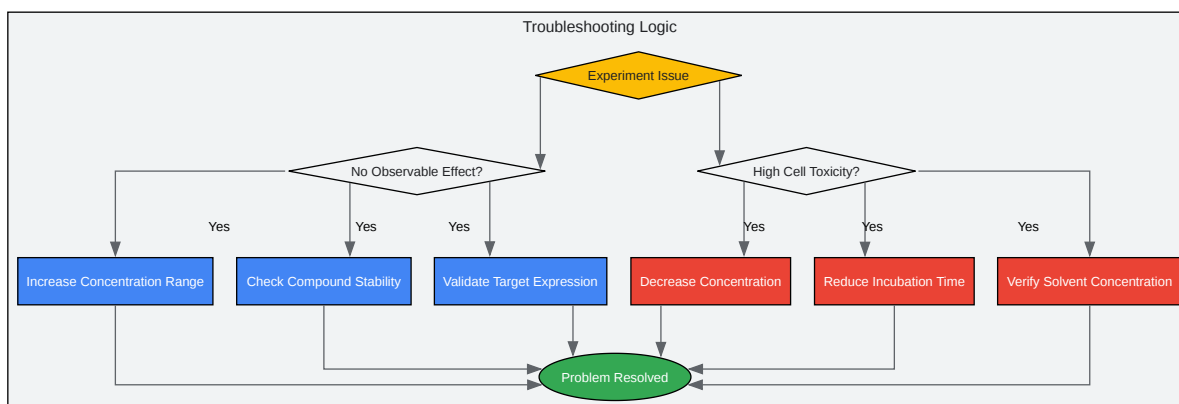 Troubleshooting Logic
Experiment Issue
No Observable Effect?
High Cell Toxicity?
Yes
Yes
Yes
Yes
Yes
Yes
Increase Concentration Range
Check Compound Stability
Validate Target Expression
Decrease Concentration
Reduce Incubation Time
Verify Solvent Concentration
Problem Resolved